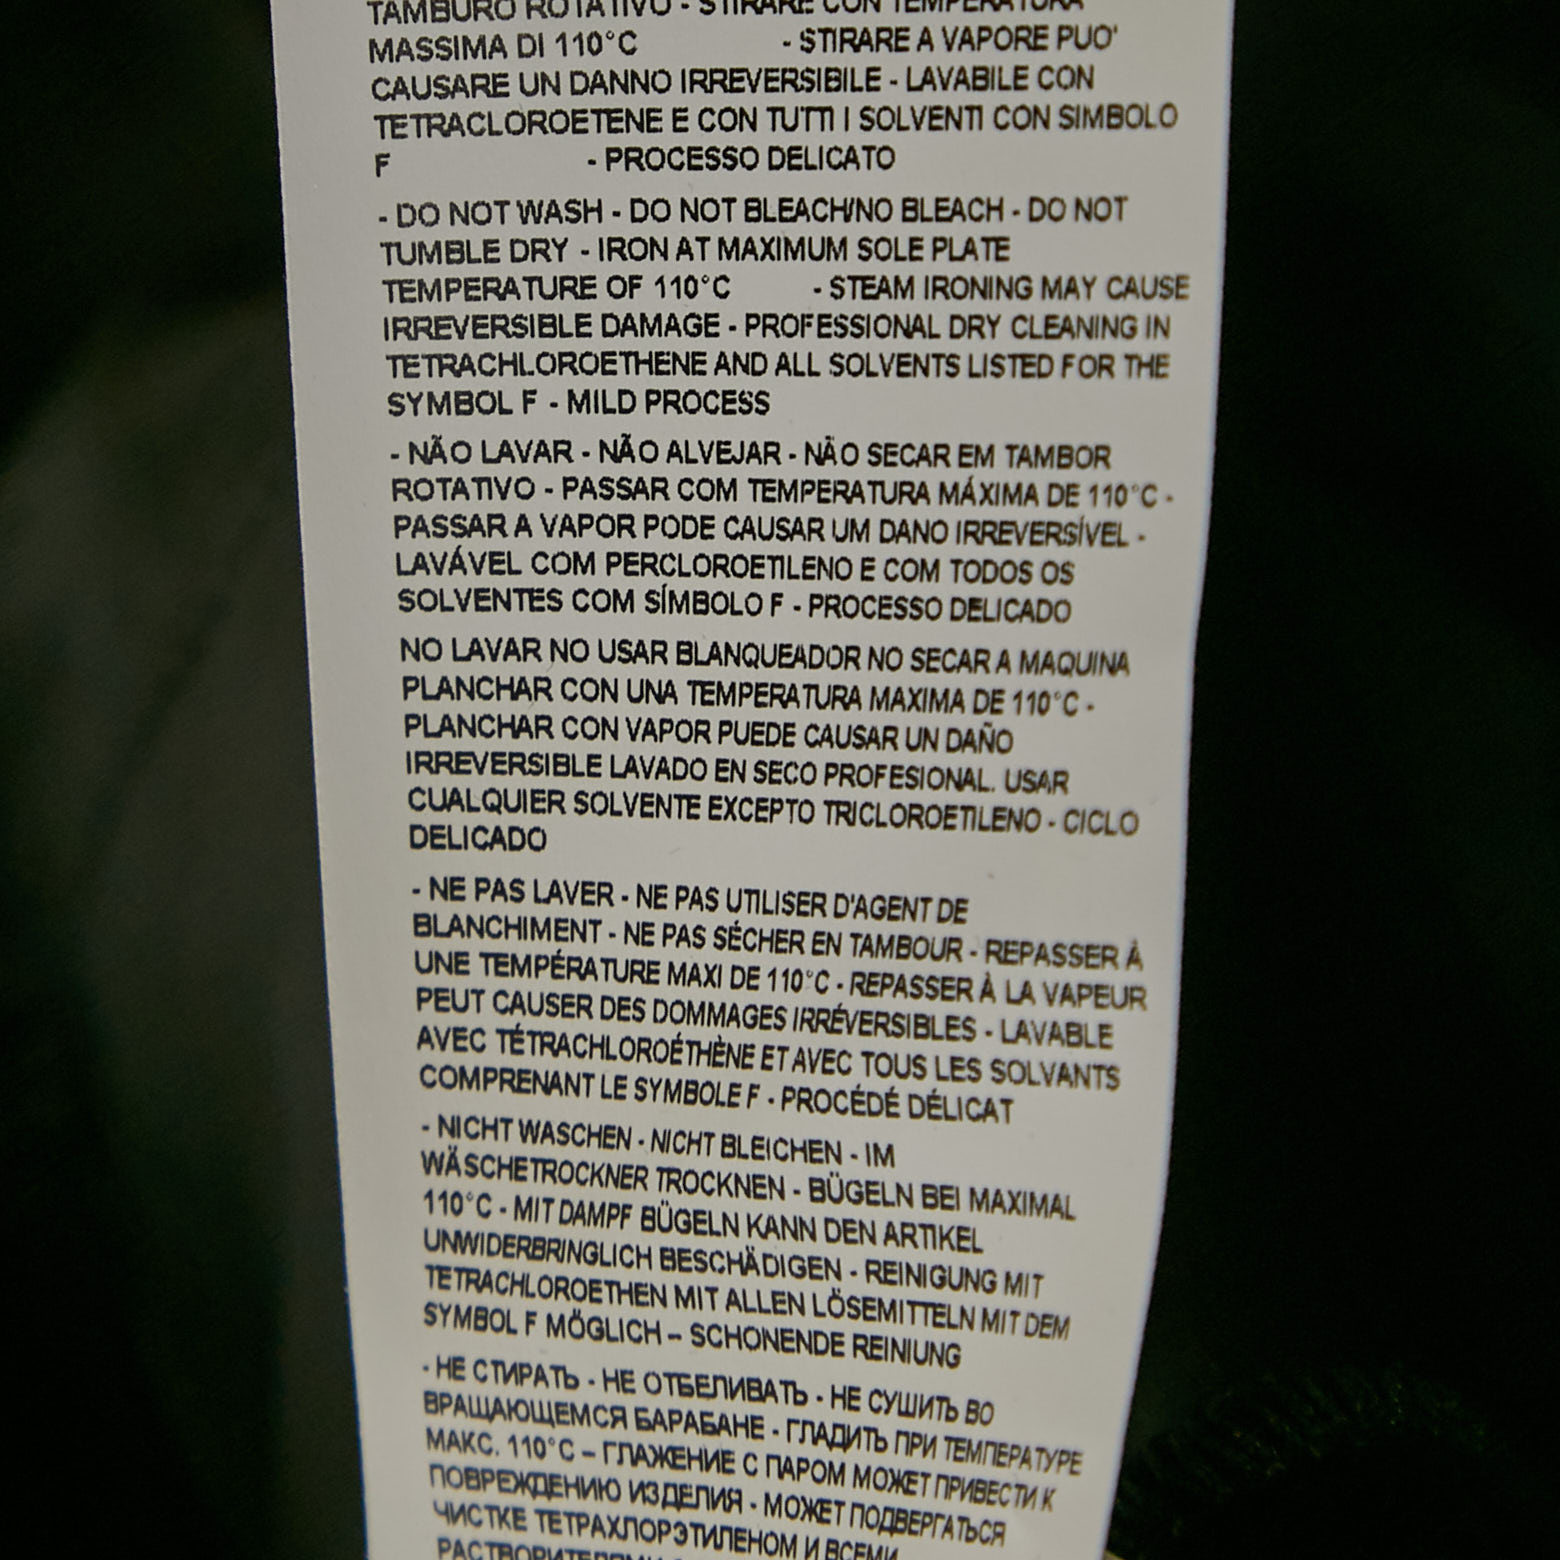 TAMBURO ROTATIVO - STIRARE CON TEMPERATURA
MASSIMA DI 110°C - STIRARE A VAPORE PUO'
CAUSARE UN DANNO IRREVERSIBILE - LAVABILE CON
TETRACLOROETENE E CON TUTTI I SOLVENTI CON SIMBOLO
F - PROCESSO DELICATO
- DO NOT WASH - DO NOT BLEACH/NO BLEACH - DO NOT
TUMBLE DRY - IRON AT MAXIMUM SOLE PLATE
TEMPERATURE OF 110°C - STEAM IRONING MAY CAUSE
IRREVERSIBLE DAMAGE - PROFESSIONAL DRY CLEANING IN
TETRACHLOROETHENE AND ALL SOLVENTS LISTED FOR THE
SYMBOL F - MILD PROCESS
- NÃO LAVAR - NÃO ALVEJAR - NÃO SECAR EM TAMBOR
ROTATIVO - PASSAR COM TEMPERATURA MÁXIMA DE 110°C -
PASSAR A VAPOR PODE CAUSAR UM DANO IRREVERSÍVEL -
LAVÁVEL COM PERCLOROETILENO E COM TODOS OS
SOLVENTES COM SÍMBOLO F - PROCESSO DELICADO
NO LAVAR NO USAR BLANQUEADOR NO SECAR A MAQUINA
PLANCHAR CON UNA TEMPERATURA MAXIMA DE 110°C -
PLANCHAR CON VAPOR PUEDE CAUSAR UN DAÑO
IRREVERSIBLE LAVADO EN SECO PROFESIONAL. USAR
CUALQUIER SOLVENTE EXCEPTO TRICLOROETILENO - CICLO
DELICADO
- NE PAS LAVER - NE PAS UTILISER D'AGENT DE
BLANCHIMENT - NE PAS SÉCHER EN TAMBOUR - REPASSER À
UNE TEMPÉRATURE MAXI DE 110°C - REPASSER À LA VAPEUR
PEUT CAUSER DES DOMMAGES IRRÉVERSIBLES - LAVABLE
AVEC TÉTRACHLOROÉTHÈNE ET AVEC TOUS LES SOLVANTS
COMPRENANT LE SYMBOLE F - PROCÉDÉ DÉLICAT
- NICHT WASCHEN - NICHT BLEICHEN - IM
WÄSCHETROCKNER TROCKNEN - BÜGELN BEI MAXIMAL
110°C - MIT DAMPF BÜGELN KANN DEN ARTIKEL
UNWIDERBRINGLICH BESCHÄDIGEN - REINIGUNG MIT
TETRACHLOROETHEN MIT ALLEN LÖSEMITTELN MIT DEM
SYMBOL F MÖGLICH – SCHONENDE REINIUNG
- НЕ СТИРАТЬ - НЕ ОТБЕЛИВАТЬ - НЕ СУШИТЬ ВО
ВРАЩАЮЩЕМСЯ БАРАБАНЕ - ГЛАДИТЬ ПРИ ТЕМПЕРАТУРЕ
МАКС. 110°C – ГЛАЖЕНИЕ С ПАРОМ МОЖЕТ ПРИВЕСТИ К
ПОВРЕЖДЕНИЮ ИЗДЕЛИЯ - МОЖЕТ ПОДВЕРГАТЬСЯ
ЧИСТКЕ ТЕТРАХЛОРЭТИЛЕНОМ И ВСЕМИ
РАСТВОРИТЕЛЯМИ